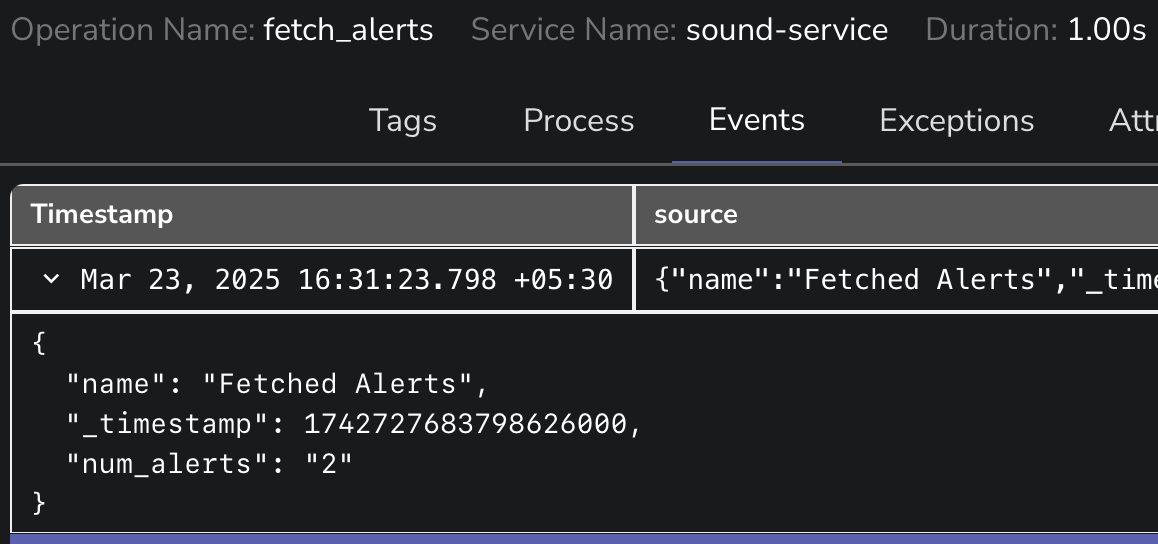 Operation Name: fetch_alerts Service Name: sound-service Duration: 1.00s
Tags Process Events Exceptions Attr
Timestamp source
Mar 23, 2025 16:31:23.798 +05:30 {"name":"Fetched Alerts","_time
{
"name": "Fetched Alerts",
"_timestamp": 1742727683798626000,
"num_alerts": "2"
}